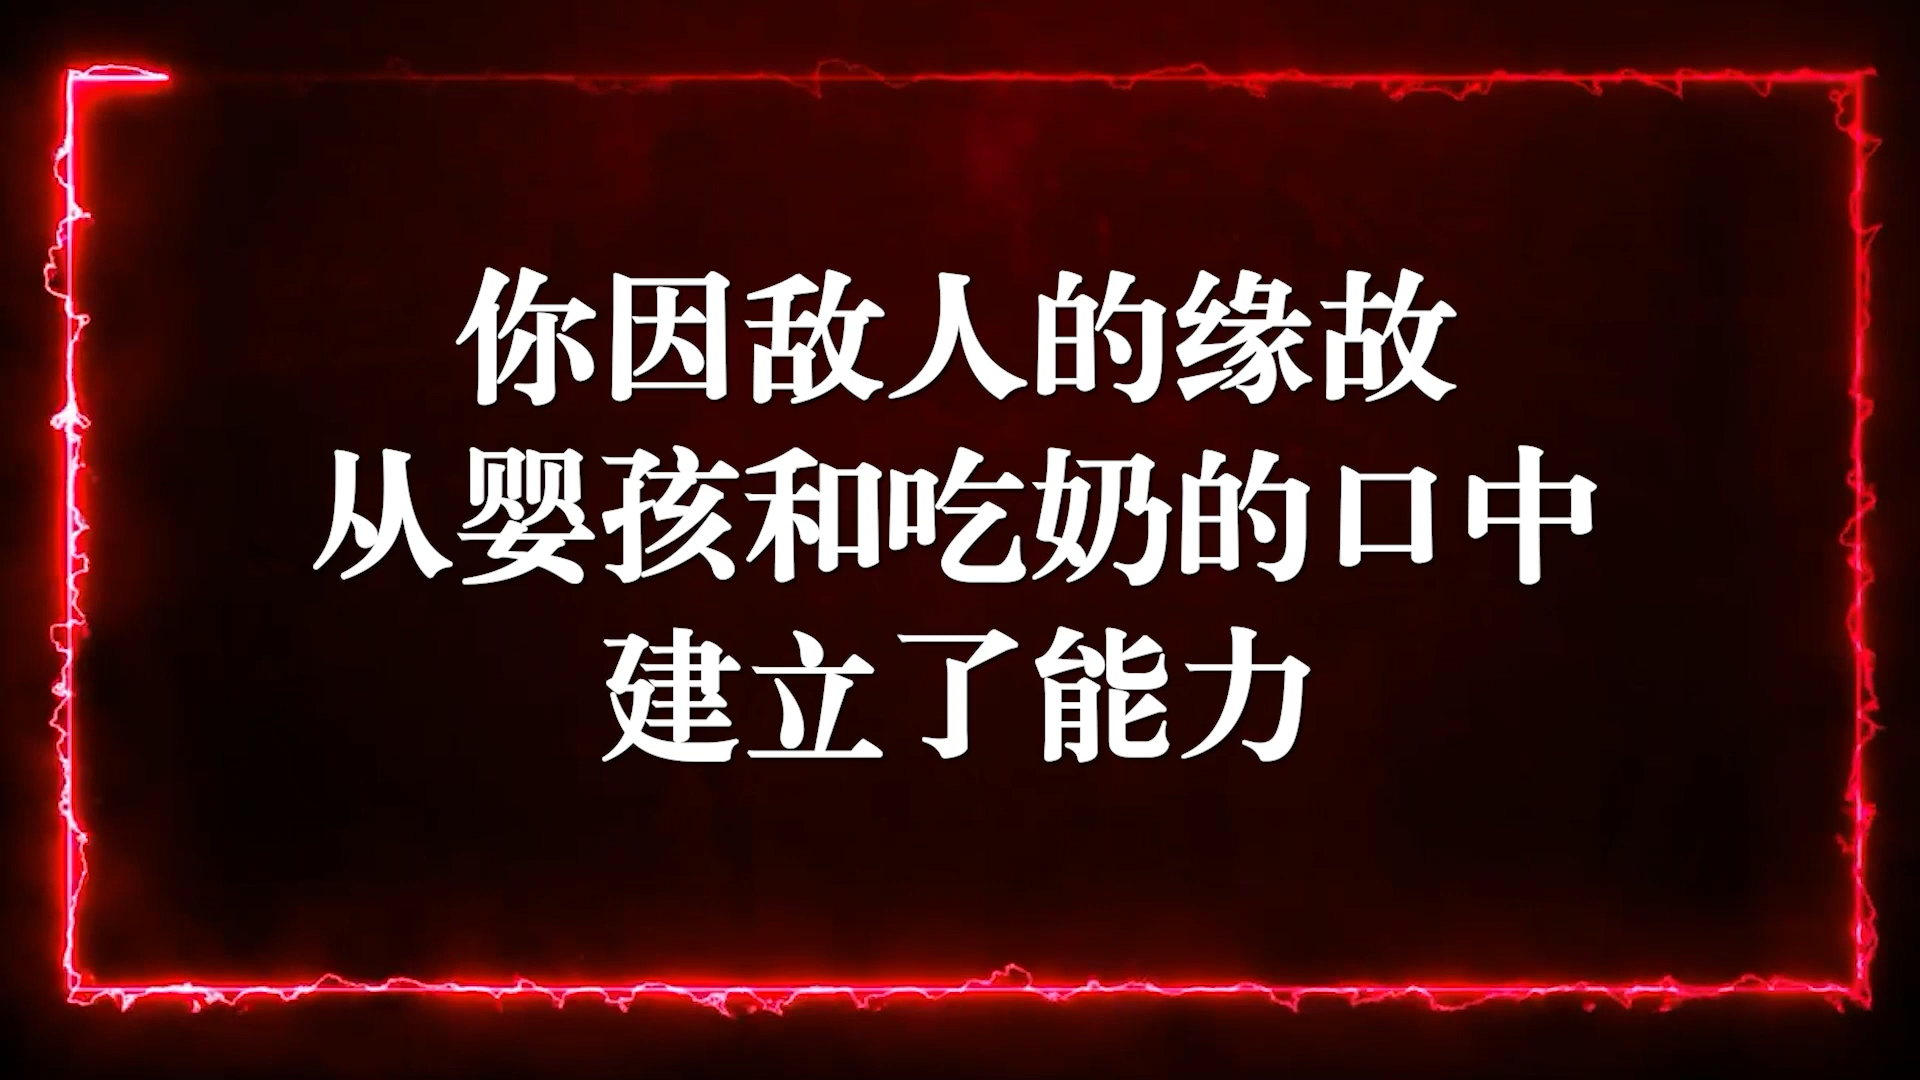 你因敌人的缘故
从婴孩和吃奶的口中
建立了能力